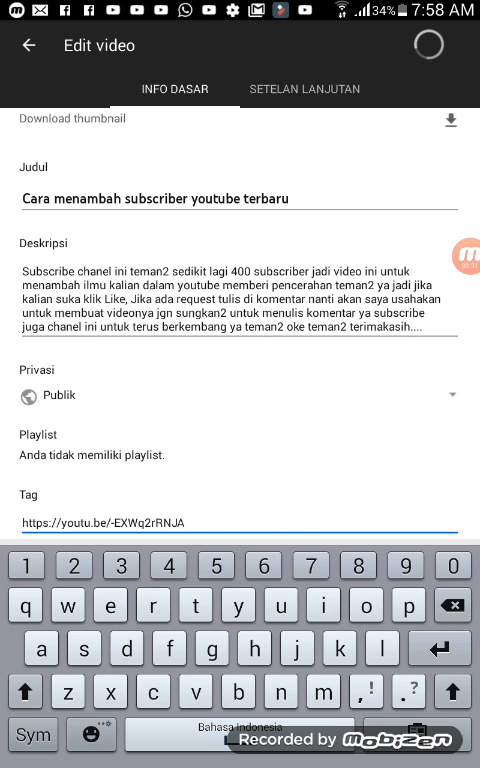 34% 7:58 AM
Edit video
INFO DASAR SETELAN LANJUTAN
Download thumbnail
Judul
Cara menambah subscriber youtube terbaru
Deskripsi
Subscribe chanel ini teman2 sedikit lagi 400 subscriber jadi video ini untuk
menambah ilmu kalian dalam youtube memberi pencerahan teman2 ya jadi jika
kalian suka klik Like, Jika ada request tulis di komentar nanti akan saya usahakan
untuk membuat videonya jgn sungkan2 untuk menulis komentar ya subscribe
juga chanel ini untuk terus berkembang ya teman2 oke teman2 terimakasih....
Privasi
Publik
Playlist
Anda tidak memiliki playlist.
Tag
https://youtu.be/-EXWq2rRNJA
1 2 3 4 5 6 7 8 9 0
q w e r t y u i o p
a s d f g h j k l
z x c v b n m , ! . ?
Sym Bahasa Indonesia
Recorded by mobizen